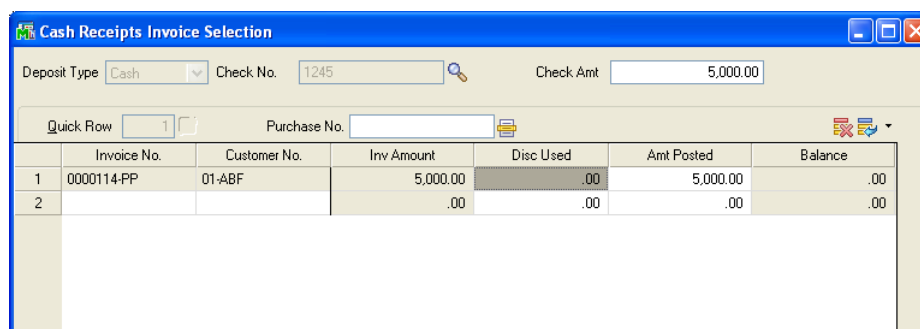 Cash Receipts Invoice Selection
Deposit Type Cash Check No. 1245 Check Amt 5,000.00
Quick Row 1 Purchase No.
Invoice No. Customer No. Inv Amount Disc Used Amt Posted Balance
1 0000114-PP 01-ABF 5,000.00 .00 5,000.00 .00
2 .00 .00 .00 .00